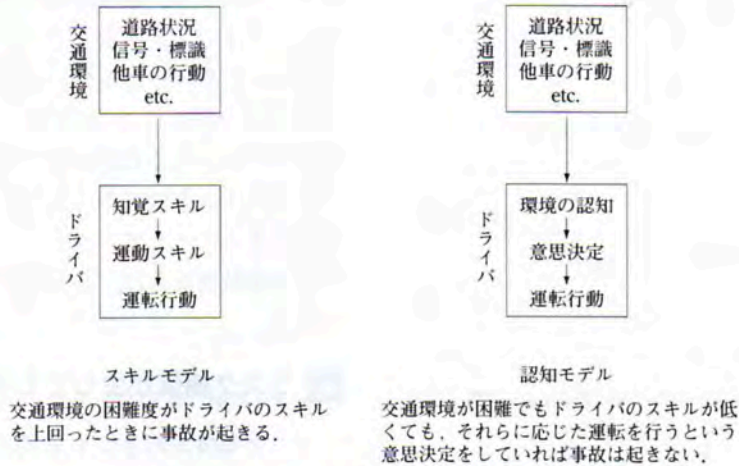 交通環境
道路状況
信号・標識
他車の行動
etc.
ドライバ
知覚スキル
運動スキル
運転行動
スキルモデル
交通環境の困難度がドライバのスキル
を上回ったときに事故が起きる.
交通環境
道路状況
信号・標識
他車の行動
etc.
ドライバ
環境の認知
意思決定
運転行動
認知モデル
交通環境が困難でもドライバのスキルが低
くても，それらに応じた運転を行うという
意思決定をしていれば事故は起きない.